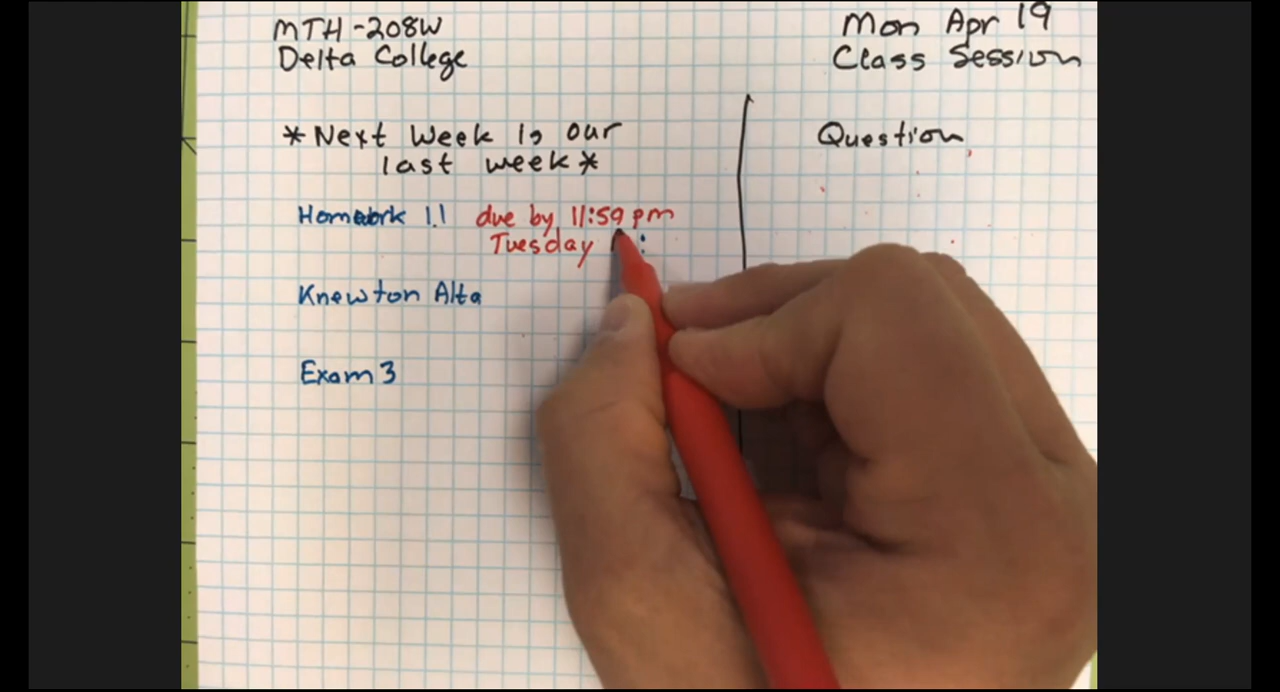 MTH-208W
Delta College
Mon Apr 19
Class Session
*Next Week is our
last week*
Homework 11 due by 11:59 pm
Tuesday
Knewton Alta
Exam 3
Question